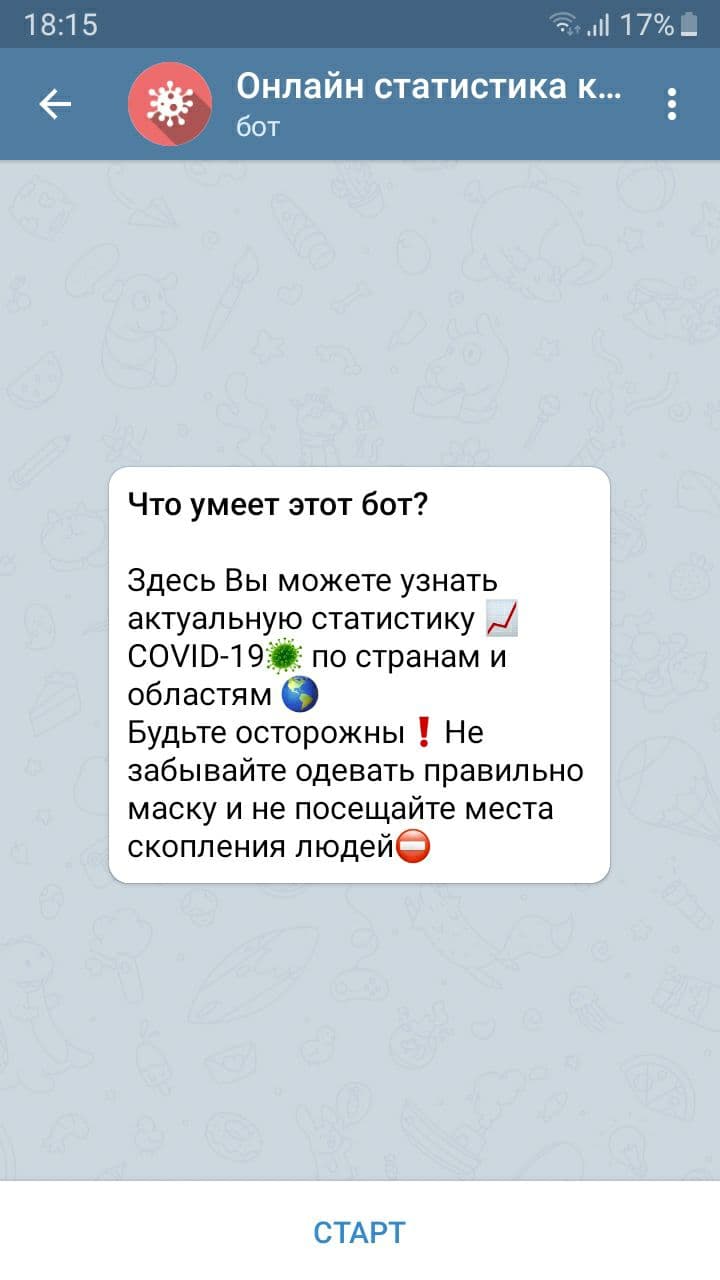 18:15
17%
Онлайн статистика к...
бот
Что умеет этот бот?
Здесь Вы можете узнать
актуальную статистику 📈
COVID-19🦠 по странам и
областям 🌎
Будьте осторожны❗ Не
забывайте одевать правильно
маску и не посещайте места
скопления людей⛔
СТАРТ